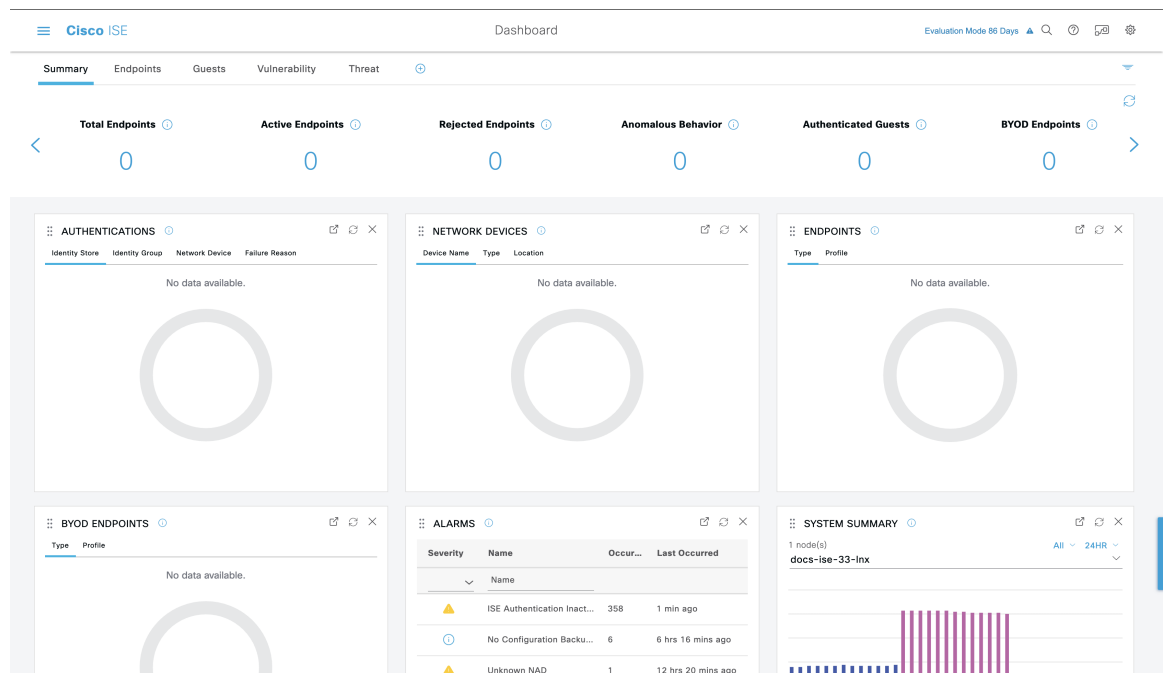 Cisco ISE
Dashboard
Evaluation Mode 86 Days
Summary Endpoints Guests Vulnerability Threat
Total Endpoints Active Endpoints Rejected Endpoints Anomalous Behavior Authenticated Guests BYOD Endpoints
0 0 0 0 0 0
AUTHENTICATIONS
Identity Store Identity Group Network Device Failure Reason
No data available.
NETWORK DEVICES
Device Name Type Location
No data available.
ENDPOINTS
Type Profile
No data available.
BYOD ENDPOINTS
Type Profile
No data available.
ALARMS
Severity Name Occur... Last Occurred
Name
ISE Authentication Inact... 358 1 min ago
No Configuration Backu... 6 6 hrs 16 mins ago
Unknown NAD 1 12 hrs 20 mins ago
SYSTEM SUMMARY
1 node(s) All 24HR
docs-ise-33-lnx